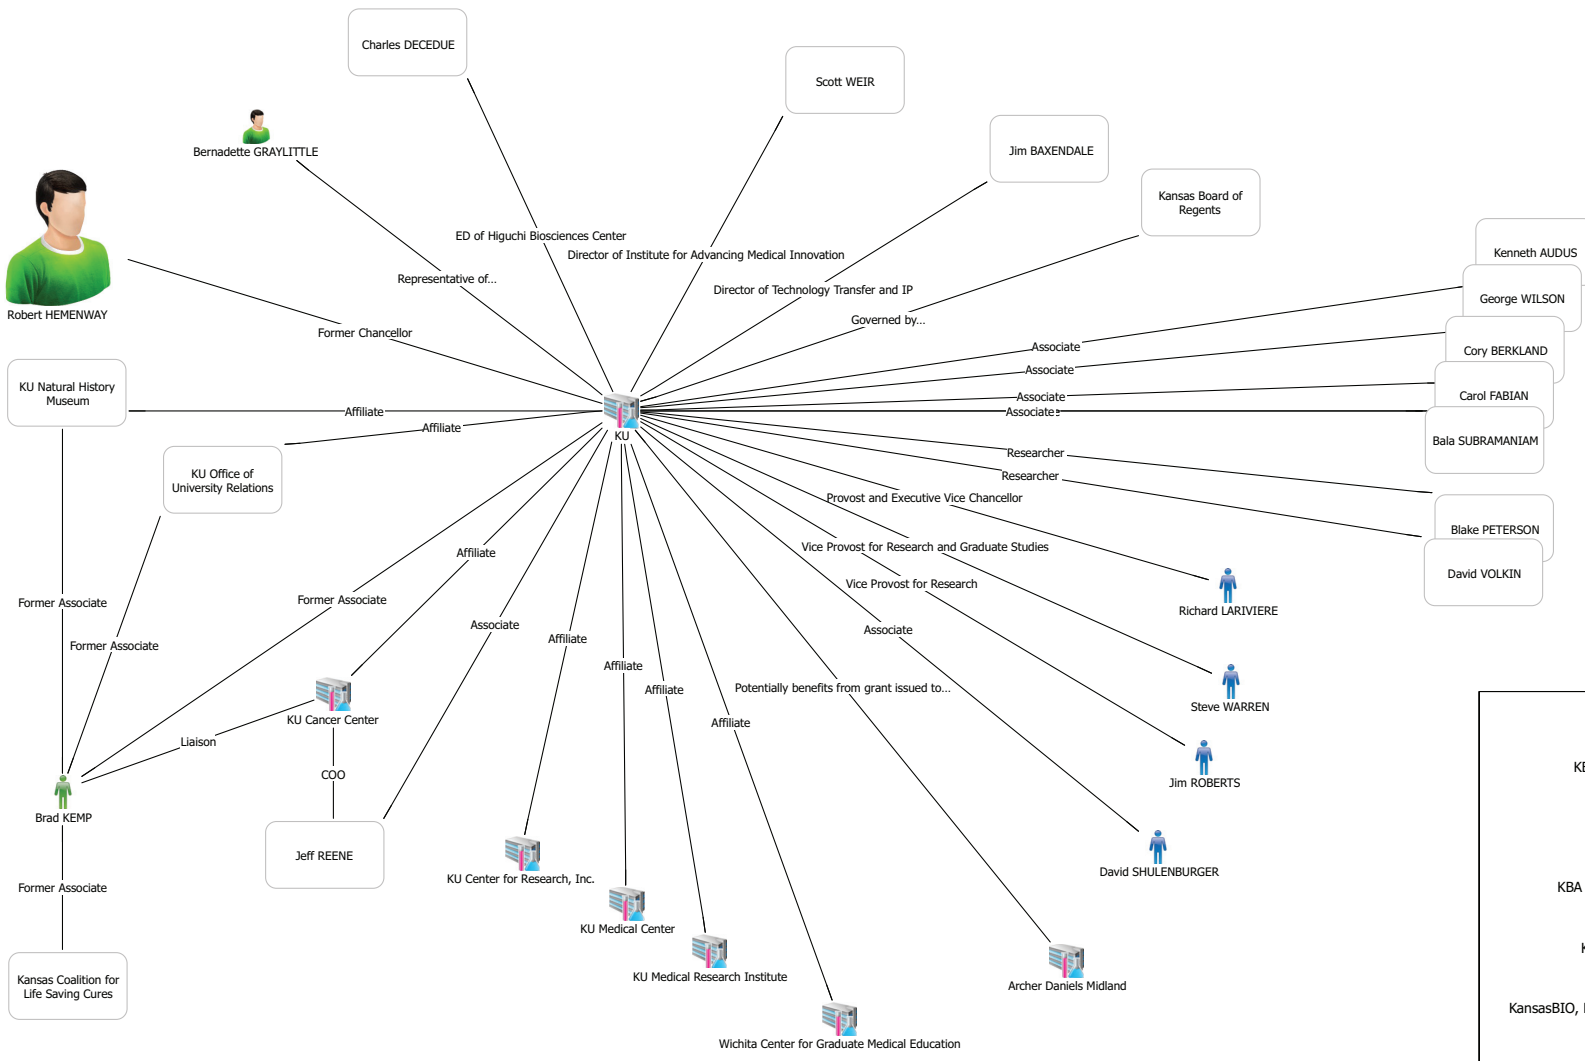 Charles DECEDUE
Scott WEIR
Bernadette GRAYLITTLE
Jim BAXENDALE
Kansas Board of
Regents
Kenneth AUDUS
George WILSON
Cory BERKLAND
Carol FABIAN
Bala SUBRAMANIAM
Robert HEMENWAY
ED of Higuchi Biosciences Center
Director of Institute for Advancing Medical Innovation
Representative of...
Director of Technology Transfer and IP
Governed by...
Former Chancellor
Associate
Associate
Associate
Associate
KU Natural History
Museum
Affiliate
Affiliate
KU
KU Office of
University Relations
Researcher
Researcher
Blake PETERSON
David VOLKIN
Provost and Executive Vice Chancellor
Vice Provost for Research and Graduate Studies
Vice Provost for Research
Richard LARIVIERE
Affiliate
Former Associate
Former Associate
Former Associate
Associate
Affiliate
Affiliate
Affiliate
Affiliate
Associate
Potentially benefits from grant issued to...
Steve WARREN
KU Cancer Center
Liaison
COO
Jim ROBERTS
Brad KEMP
Jeff REENE
David SHULENBURGER
KU Center for Research, Inc.
Former Associate
KU Medical Center
KU Medical Research Institute
Archer Daniels Midland
Kansas Coalition for
Life Saving Cures
Wichita Center for Graduate Medical Education
KBA
KansasBIO,